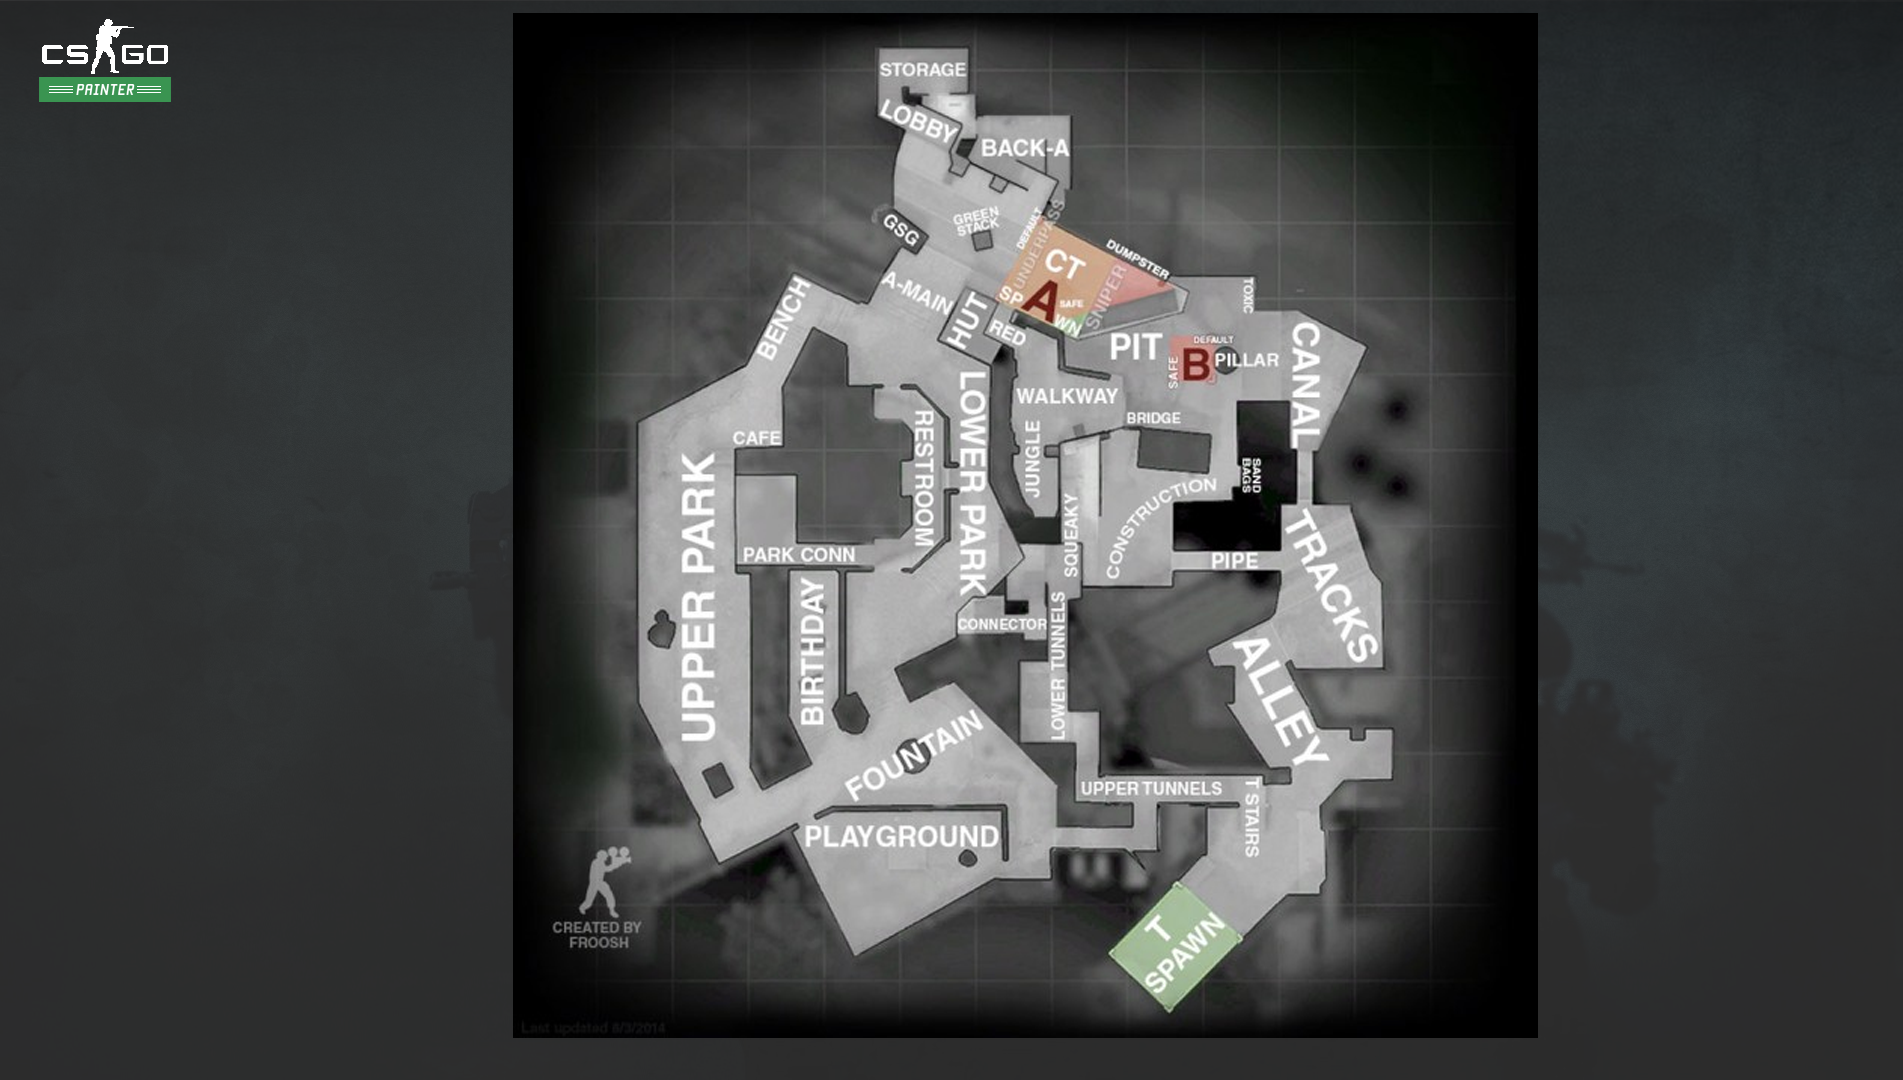 CS GO
PRINTER
STORAGE
LOBBY
BACK-A
GSG
GREEN
STACK
DEFAULT
UNDERPASS
DUMPSTER
CT
SP
A
SAFE
WN
SNIPER
A-MAIN
HUT
RED
BENCH
TOXIC
PIT
DEFAULT
SAFE
B
PILLAR
CANAL
WALKWAY
BRIDGE
LOWER PARK
RESTROOM
JUNGLE
CAFE
UPPER PARK
SAND
BAGS
SQUEAKY
CONSTRUCTION
PIPE
TRACKS
PARK CONN
BIRTHDAY
CONNECTOR
LOWER TUNNELS
ALLEY
FOUNTAIN
UPPER TUNNELS
T STAIRS
PLAYGROUND
T
SPAWN
CREATED BY
FROOSH
Last updated 8/3/2014